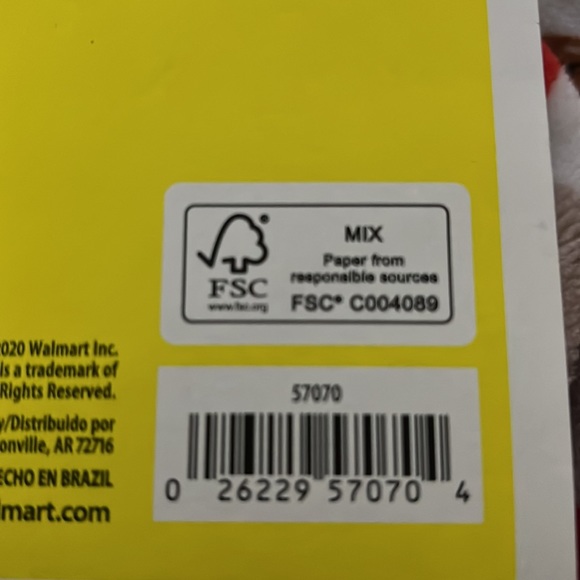 FSC®
www.fsc.org
MIX
Paper from
responsible sources
FSC® C004089
2020 Walmart Inc.
is a trademark of
Rights Reserved.
y/Distribuido por
onville, AR 72716
ECHO EN BRAZIL
lmart.com
57070
0 26229 57070 4